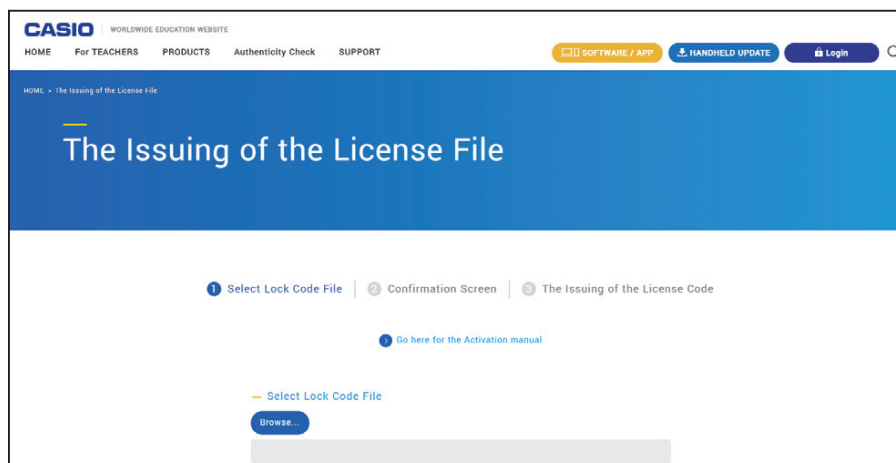 CASIO WORLDWIDE EDUCATION WEBSITE
HOME For TEACHERS PRODUCTS Authenticity Check SUPPORT SOFTWARE / APP HANDHELD UPDATE Login
HOME > The Issuing of the License File
The Issuing of the License File
1 Select Lock Code File 2 Confirmation Screen 3 The Issuing of the License Code
Go here for the Activation manual
Select Lock Code File
Browse...